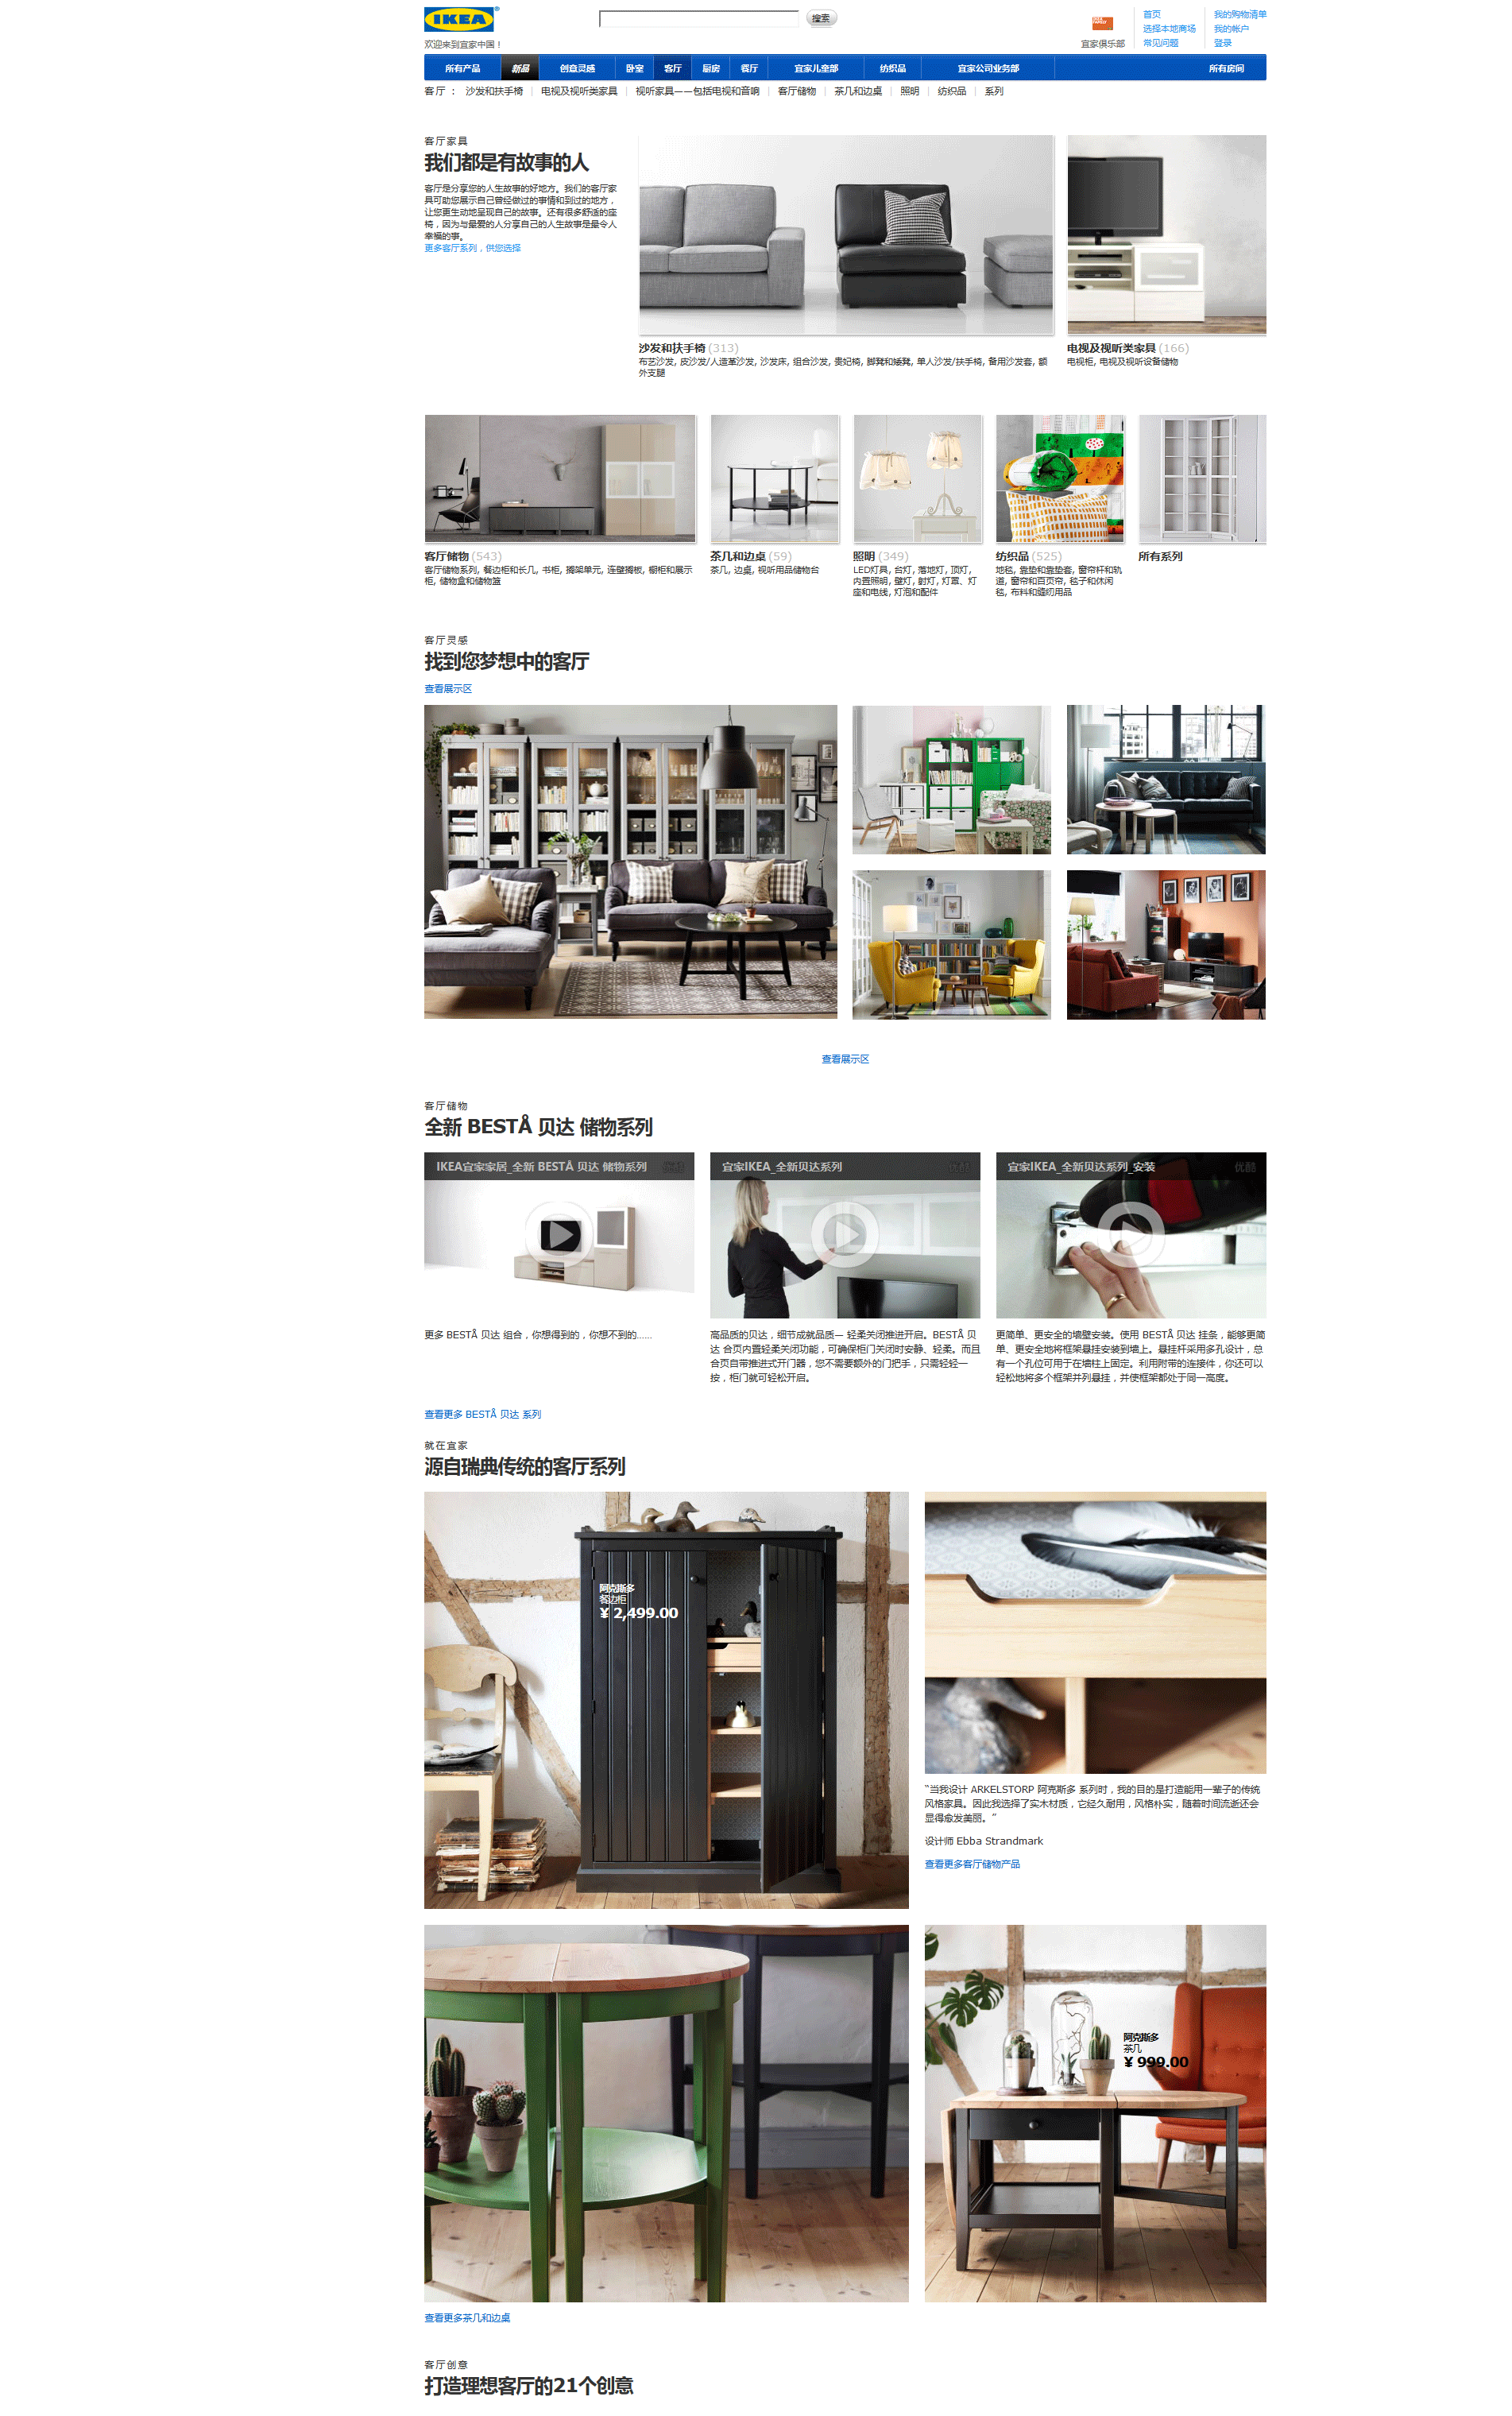 IKEA®
搜索
欢迎来到宜家中国！
宜家俱乐部
首页
选择本地商场
常见问题
我的购物清单
我的帐户
登录
所有产品
新品
创意灵感
卧室
客厅
厨房
餐厅
宜家儿童部
纺织品
宜家公司业务部
所有房间
客厅 ： 沙发和扶手椅 | 电视及视听类家具 | 视听家具——包括电视和音响 | 客厅储物 | 茶几和边桌 | 照明 | 纺织品 | 系列
客厅家具
我们都是有故事的人
客厅是分享您的人生故事的好地方。我们的客厅家
具可助您展示自己曾经做过的事情和到过的地方，
让您更生动地呈现自己的故事。还有很多舒适的座
椅，因为与最爱的人分享自己的人生故事是最令人
幸福的事。
更多客厅系列，供您选择
沙发和扶手椅 (313)
布艺沙发, 皮沙发/人造革沙发, 沙发床, 组合沙发, 贵妃椅, 脚凳和矮凳, 单人沙发/扶手椅, 备用沙发套, 额
外支腿
电视及视听类家具 (166)
电视柜, 电视及视听设备储物
客厅储物 (543)
客厅储物系列, 餐边柜和长几, 书柜, 搁架单元, 连壁搁板, 橱柜和展示
柜, 储物盒和储物篮
茶几和边桌 (59)
茶几, 边桌, 视听用品储物台
照明 (349)
LED灯具, 台灯, 落地灯, 顶灯,
内置照明, 壁灯, 射灯, 灯罩、灯
座和电线, 灯泡和配件
纺织品 (525)
地毯, 靠垫和靠垫套, 窗帘杆和轨
道, 窗帘和百页帘, 毯子和休闲
毯, 布料和缝纫用品
所有系列
客厅灵感
找到您梦想中的客厅
查看展示区
查看展示区
客厅储物
全新 BESTÅ 贝达 储物系列
IKEA宜家家居_全新 BESTÅ 贝达 储物系列
优酷
宜家IKEA_全新贝达系列
优酷
宜家IKEA_全新贝达系列_安装
优酷
更多 BESTÅ 贝达 组合，你想得到的，你想不到的……
高品质的贝达，细节成就品质— 轻柔关闭推进开启。BESTÅ 贝
达 合页内置轻柔关闭功能，可确保柜门关闭时安静、轻柔。而且
合页自带推进式开门器，您不需要额外的门把手，只需轻轻一
按，柜门就可轻松开启。
更简单、更安全的墙壁安装。使用 BESTÅ 贝达 挂条，能够更简
单、更安全地将框架悬挂安装到墙上。悬挂杆采用多孔设计，总
有一个孔位可用于在墙柱上固定。利用附带的连接件，你还可以
轻松地将多个框架并列悬挂，并使框架都处于同一高度。
查看更多 BESTÅ 贝达 系列
就在宜家
源自瑞典传统的客厅系列
阿克斯多
餐边柜
¥ 2,499.00
“当我设计 ARKELSTORP 阿克斯多 系列时，我的目的是打造能用一辈子的传统
风格家具。因此我选择了实木材质，它经久耐用，风格朴实，随着时间流逝还会
显得愈发美丽。”
设计师 Ebba Strandmark
查看更多客厅储物产品
阿克斯多
茶几
¥ 999.00
查看更多茶几和边桌
客厅创意
打造理想客厅的21个创意